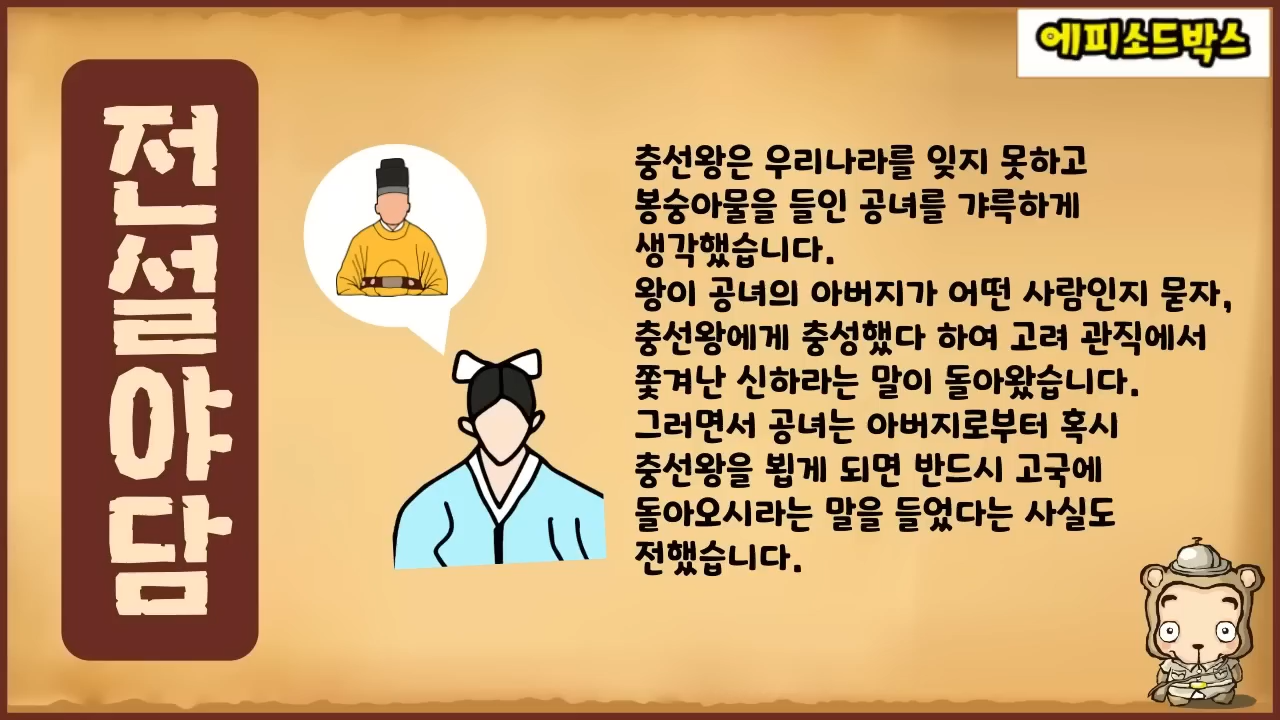 에피소드박스
전설야담
충선왕은 우리나라를 잊지 못하고
봉숭아물을 들인 공녀를 갸륵하게
생각했습니다.
왕이 공녀의 아버지가 어떤 사람인지 묻자,
충선왕에게 충성했다 하여 고려 관직에서
쫓겨난 신하라는 말이 돌아왔습니다.
그러면서 공녀는 아버지로부터 혹시
충선왕을 뵙게 되면 반드시 고국에
돌아오시라는 말을 들었다는 사실도
전했습니다.